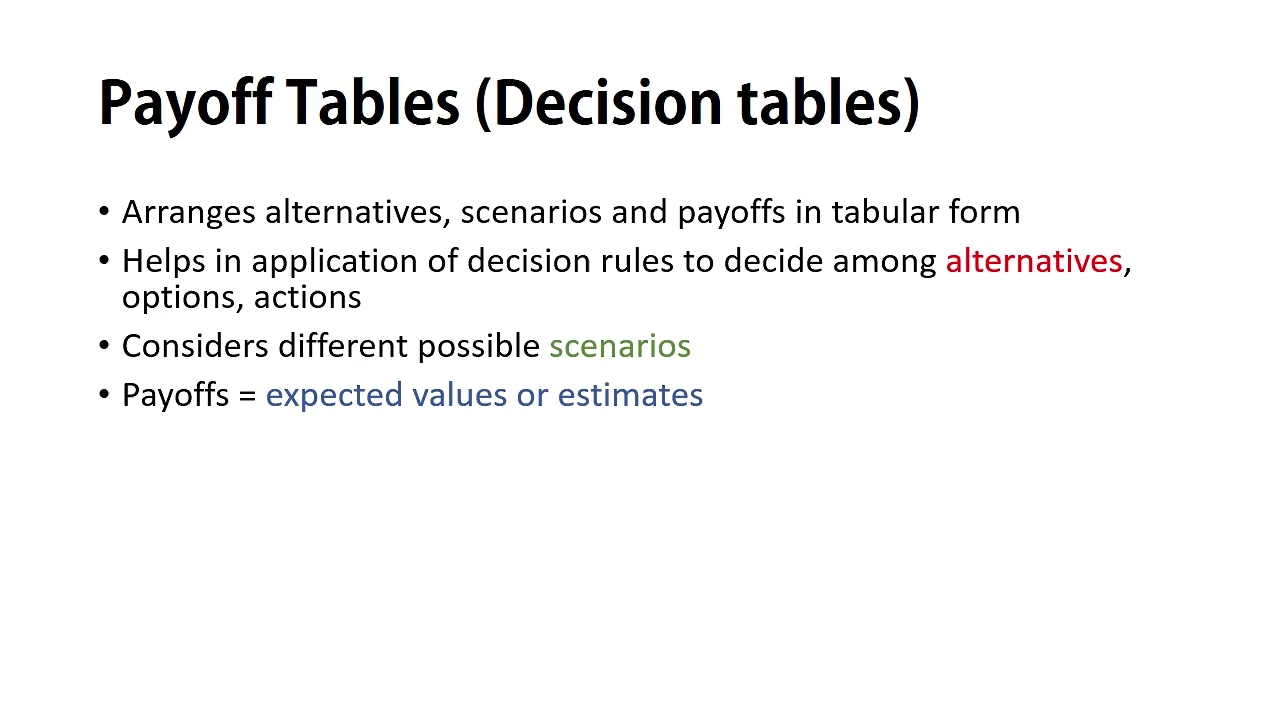 Payoff Tables (Decision tables)
• Arranges alternatives, scenarios and payoffs in tabular form
• Helps in application of decision rules to decide among alternatives,
options, actions
• Considers different possible scenarios
• Payoffs = expected values or estimates